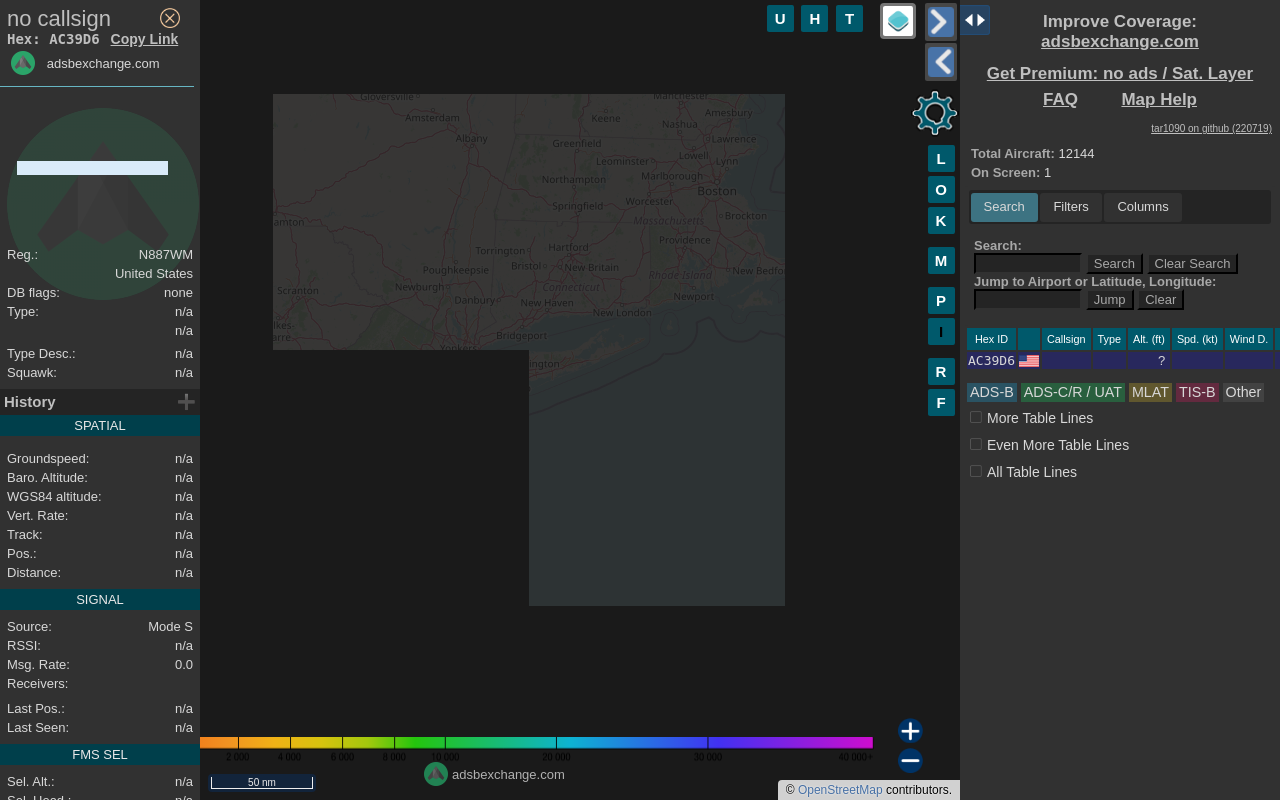 no callsign
Hex: AC39D6 Copy Link
adsbexchange.com
Reg.: N887WM
United States
DB flags: none
Type: n/a
n/a
Type Desc.: n/a
Squawk: n/a
History
SPATIAL
Groundspeed: n/a
Baro. Altitude: n/a
WGS84 altitude: n/a
Vert. Rate: n/a
Track: n/a
Pos.: n/a
Distance: n/a
SIGNAL
Source: Mode S
RSSI: n/a
Msg. Rate: 0.0
Receivers:
Last Pos.: n/a
Last Seen: n/a
FMS SEL
Sel. Alt.: n/a
Sel. Head.: n/a
U H T
L
O
K
M
P
I
R
F
Gloversville
Amsterdam
Albany
Keene
Manchester
Nashua
Amesbury
Lawrence
Greenfield
Leominster
Lowell
Lynn
Northampton
Marlborough
Boston
Springfield
Worcester
Massachusetts
Brockton
Providence
Torrington
Hartford
Bristol
New Britain
Poughkeepsie
Rhode Island
New Bedfo
Scranton
Newburgh
Connecticut
Danbury
New Haven
Newport
New London
Bridgeport
ington
2 000 4 000 6 000 8 000 10 000 20 000 30 000 40 000+
50 nm
adsbexchange.com
© OpenStreetMap contributors.
Improve Coverage:
adsbexchange.com
Get Premium: no ads / Sat. Layer
FAQ Map Help
tar1090 on github (220719)
Total Aircraft: 12144
On Screen: 1
Search Filters Columns
Search:
Search Clear Search
Jump to Airport or Latitude, Longitude:
Jump Clear
Hex ID Callsign Type Alt. (ft) Spd. (kt) Wind D.
AC39D6 ?
ADS-B ADS-C/R / UAT MLAT TIS-B Other
More Table Lines
Even More Table Lines
All Table Lines